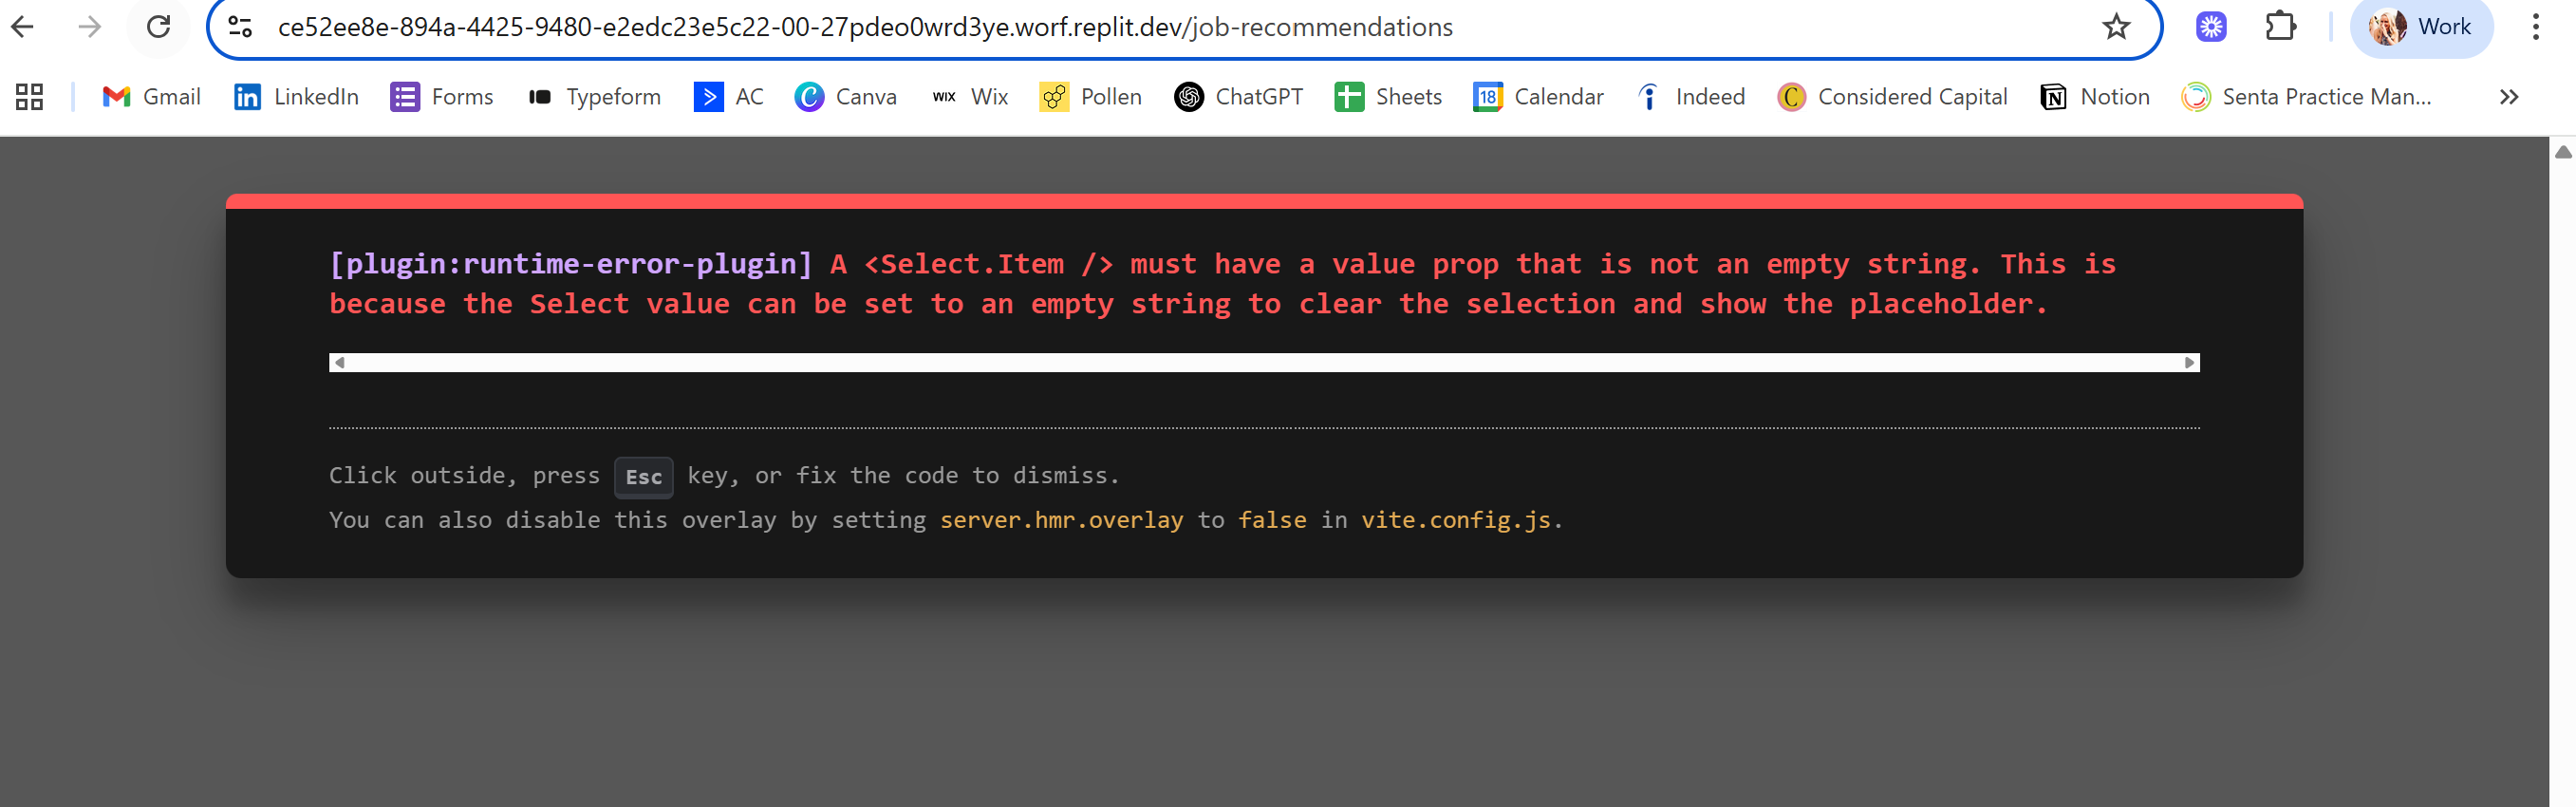 ce52ee8e-894a-4425-9480-e2edc23e5c22-00-27pdeo0wrd3ye.worf.replit.dev/job-recommendations
Work
Gmail
LinkedIn
Forms
Typeform
AC
Canva
WIX Wix
Pollen
ChatGPT
Sheets
18 Calendar
Indeed
Considered Capital
Notion
Senta Practice Man...
[plugin:runtime-error-plugin] A <Select.Item /> must have a value prop that is not an empty string. This is
because the Select value can be set to an empty string to clear the selection and show the placeholder.
Click outside, press Esc key, or fix the code to dismiss.
You can also disable this overlay by setting server.hmr.overlay to false in vite.config.js.